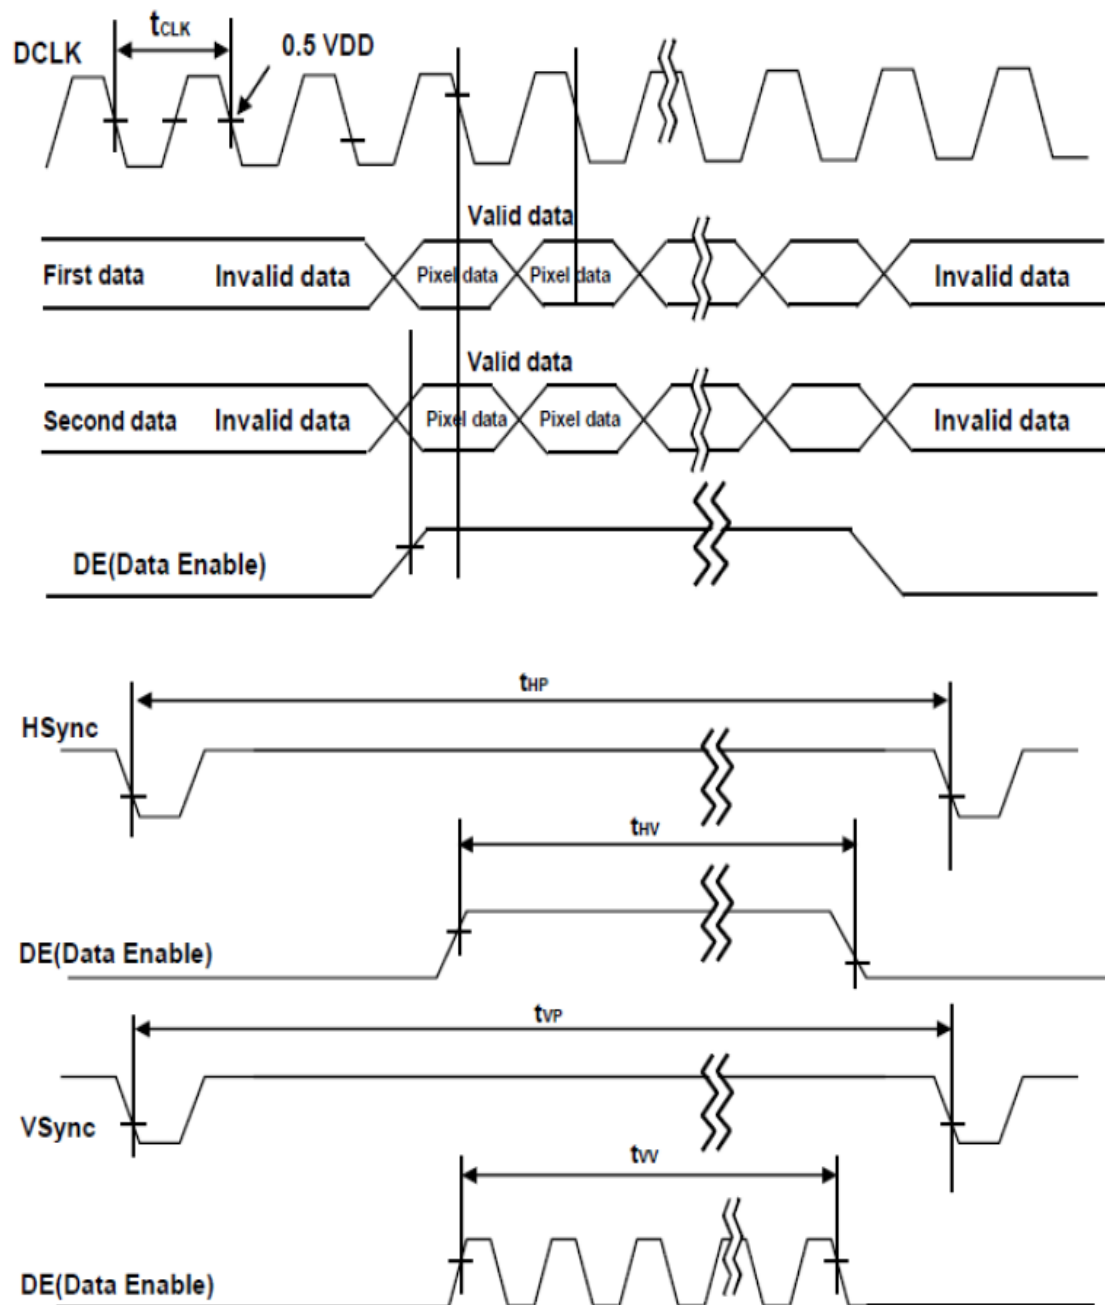 tCLK
DCLK
0.5 VDD
Valid data
First data Invalid data Pixel data Pixel data Invalid data
Valid data
Second data Invalid data Pixel data Pixel data Invalid data
DE(Data Enable)
tHP
HSync
tHV
DE(Data Enable)
tVP
VSync
tVV
DE(Data Enable)